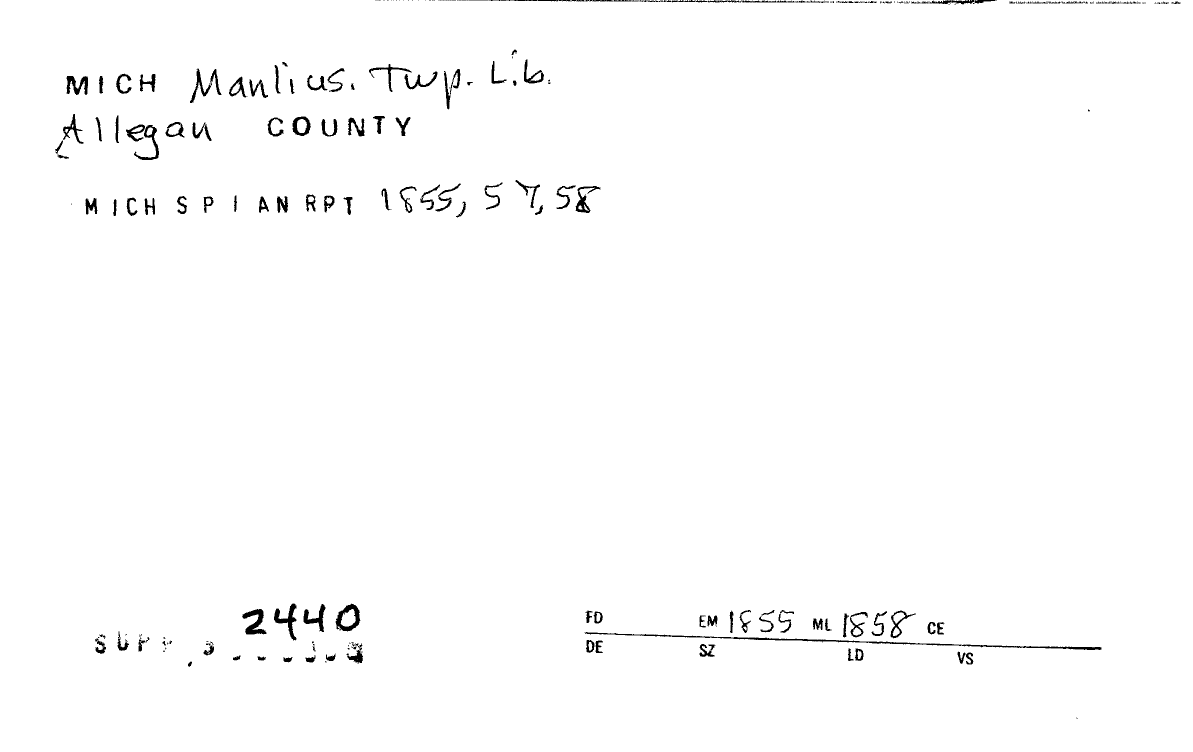 MICH Manlius. Twp. Lib.
Allegan COUNTY
MICH S P I AN RPT 1855, 57, 58
2440
SUPP
FD EM 1855 ML 1858 CE
DE SZ LD VS